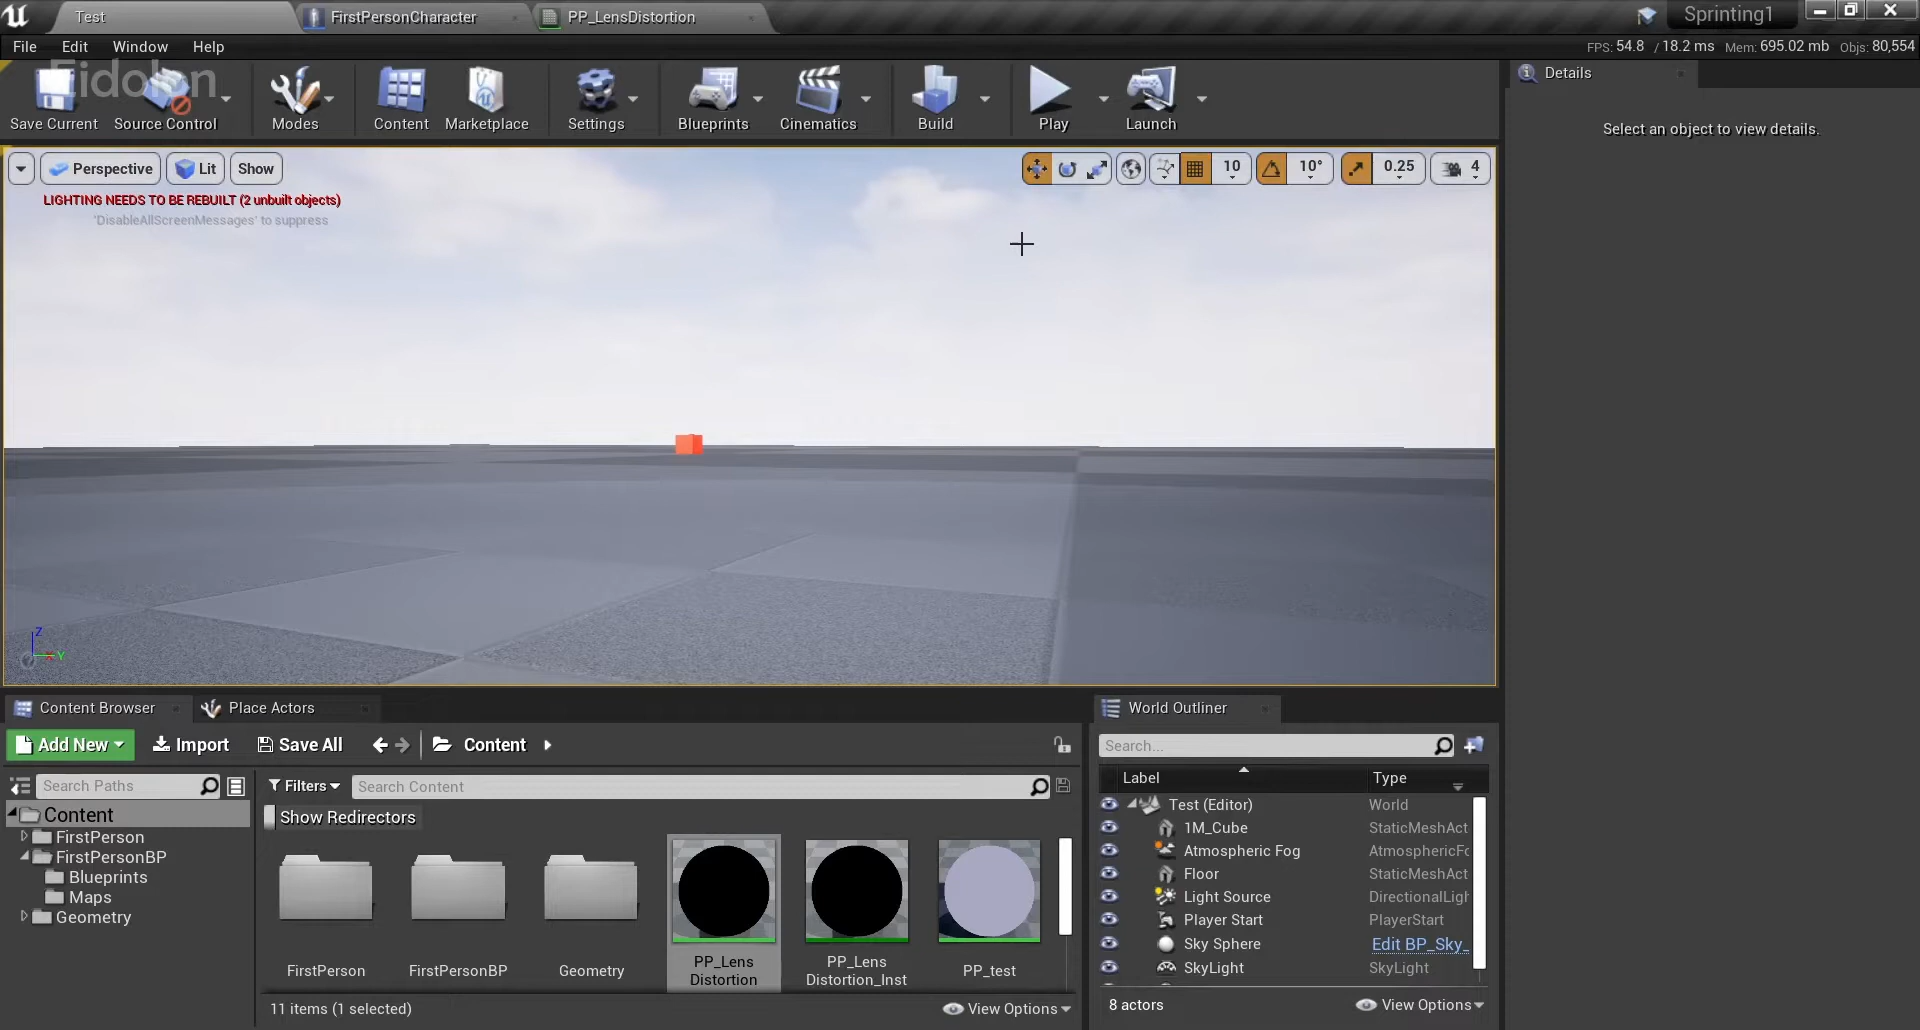 Test
FirstPersonCharacter
PP_LensDistortion
Sprinting1
File Edit Window Help
FPS: 54.8 / 18.2 ms Mem: 695.02 mb Objs: 80,554
Eidolon
Save Current
Source Control
Modes
Content
Marketplace
Settings
Blueprints
Cinematics
Build
Play
Launch
Details
Select an object to view details.
Perspective
Lit
Show
10
10°
0.25
4
LIGHTING NEEDS TO BE REBUILT (2 unbuilt objects)
'DisableAllScreenMessages' to suppress
Z
Y
Content Browser
Place Actors
Add New
Import
Save All
Content
Search Paths
Filters
Search Content
Show Redirectors
Content
FirstPerson
FirstPersonBP
Blueprints
Maps
Geometry
FirstPerson
FirstPersonBP
Geometry
PP_Lens
Distortion
PP_Lens
Distortion_Inst
PP_test
11 items (1 selected)
View Options
World Outliner
Search...
Label Type
Test (Editor) World
1M_Cube StaticMeshAct
Atmospheric Fog AtmosphericFo
Floor StaticMeshAct
Light Source DirectionalLigh
Player Start PlayerStart
Sky Sphere Edit BP_Sky_
SkyLight SkyLight
8 actors
View Options